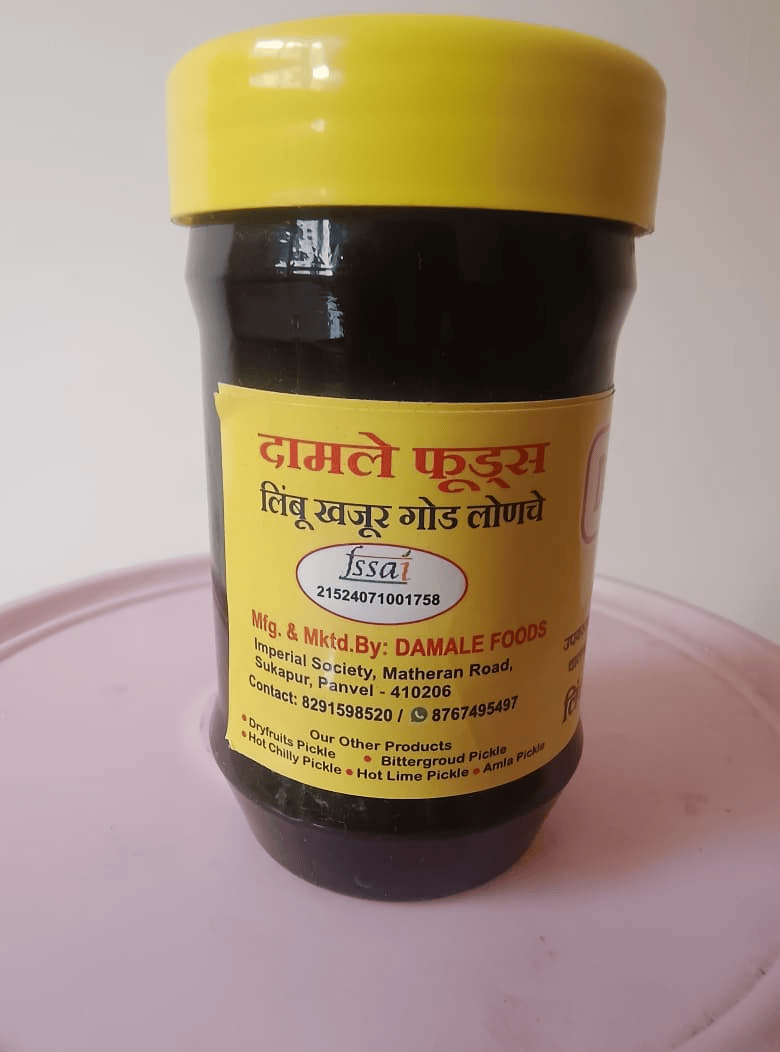 दामले फूड्स
लिंबू खजूर गोड लोणचे
fssai
21524071001758
Mfg. & Mktd.By: DAMALE FOODS
Imperial Society, Matheran Road,
Sukapur, Panvel - 410206
Contact: 8291598520 / 8767495497
Our Other Products
• Dryfruits Pickle • Bittergroud Pickle
• Hot Chilly Pickle • Hot Lime Pickle • Amla Pickle